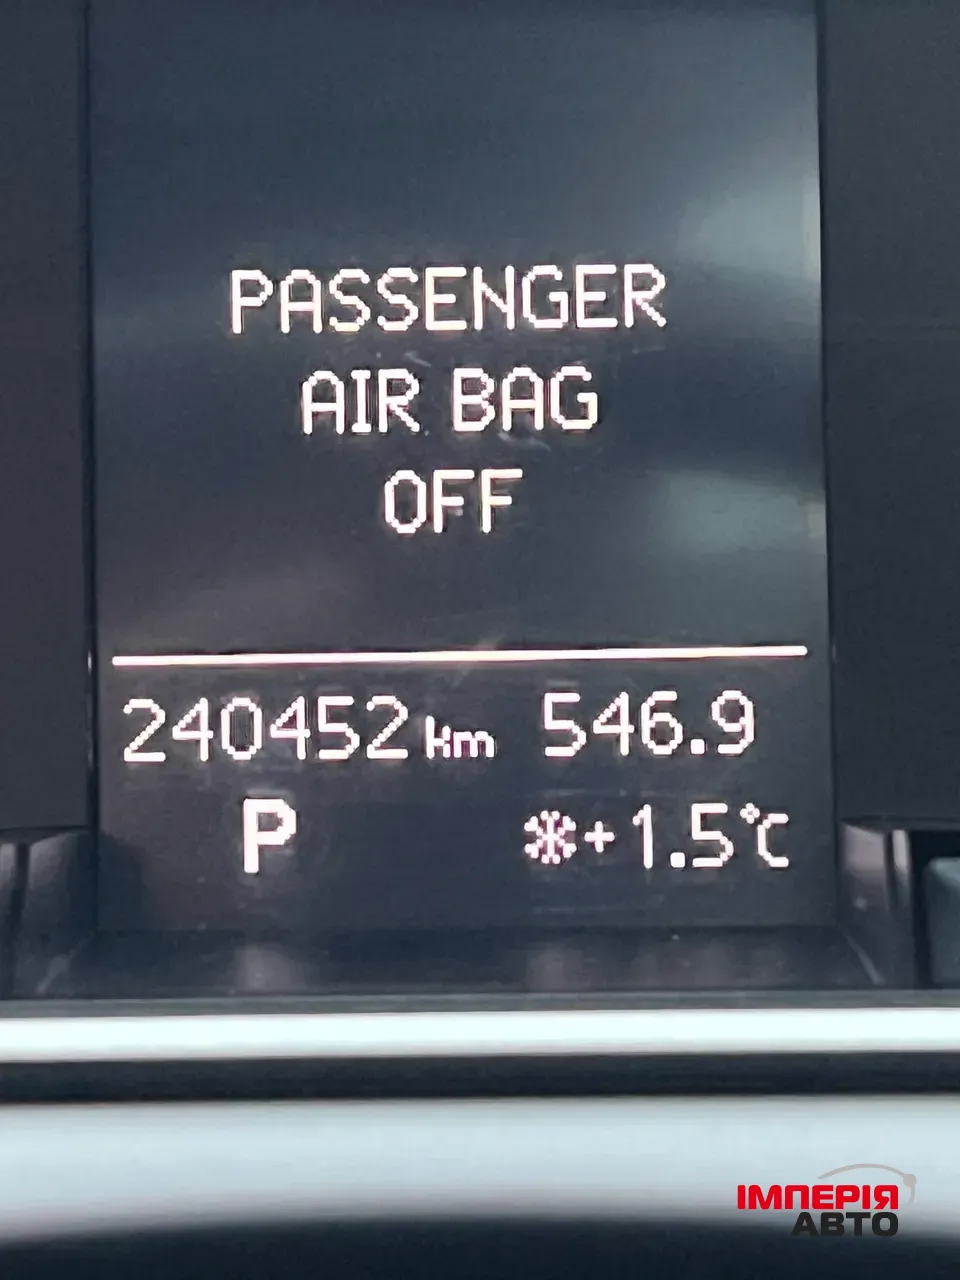 PASSENGER
AIR BAG
OFF
240452 km 546.9
P ❄+1.5°C
ІМПЕРІЯ
АВТО